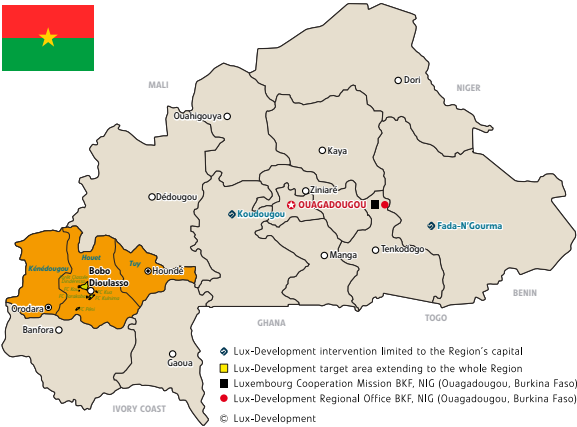 MALI
NIGER
Dori
Ouahigouya
Kaya
Ziniaré
Dédougou
Koudougou
OUAGADOUGOU
Fada-N'Gourma
Tenkodogo
Manga
Houet
Tuy
Kénédougou
Bobo
Dioulasso
Houndé
Orodara
Banfora
Gaoua
BENIN
TOGO
GHANA
IVORY COAST
Lux-Development intervention limited to the Region's capital
Lux-Development target area extending to the whole Region
Luxembourg Cooperation Mission BKF, NIG (Ouagadougou, Burkina Faso)
Lux-Development Regional Office BKF, NIG (Ouagadougou, Burkina Faso)
© Lux-Development